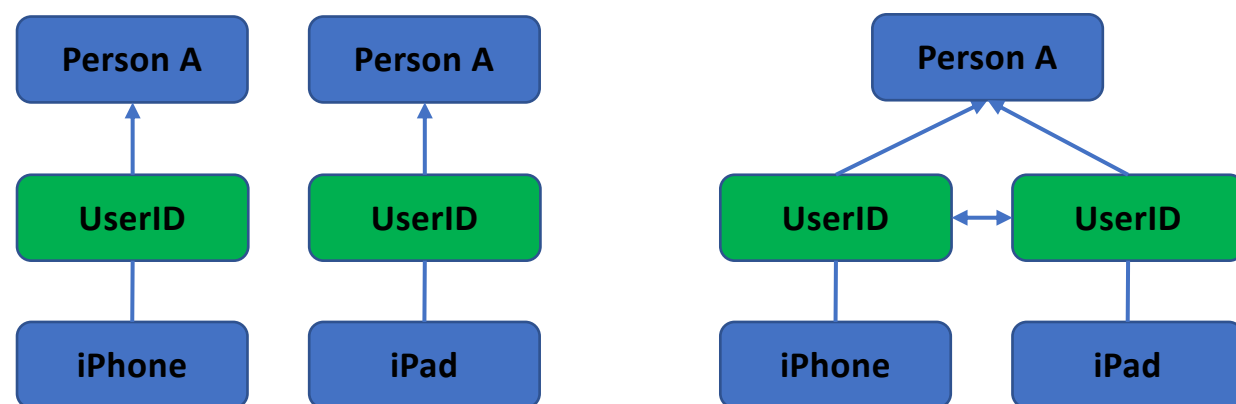 Person A
Person A
Person A
UserID
UserID
UserID
UserID
iPhone
iPad
iPhone
iPad